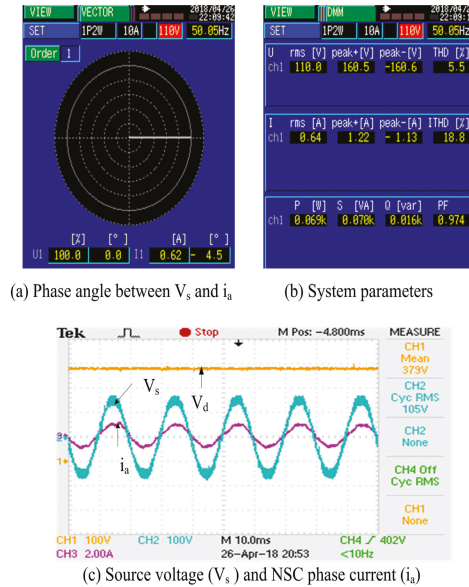 VIEW VECTOR 2018/04/26 22:09:42
SET 1P2W 10A 110V 50.05Hz
Order 1
[%] [°] [A] [°]
U1 100.0 0.0 I1 0.62 - 4.5
(a) Phase angle between Vs and ia
VIEW DMM 2018/04/2 22:09:4
SET 1P2W 10A 110V 50.05Hz
U rms [V] peak+[V] peak-[V] THD [%]
ch1 110.0 160.5 -160.6 5.5
I rms [A] peak+[A] peak-[A] ITHD [%]
ch1 0.64 1.22 - 1.13 18.8
P [W] S [VA] Q [var] PF
ch1 0.069k 0.070k 0.016k 0.974
(b) System parameters
Tek Stop M Pos: -4.800ms MEASURE
CH1
Mean
379V
CH2
Cyc RMS
105V
CH2
None
CH4 Off
Cyc RMS
CH1
None
Vs
Vd
ia
1
CH1 100V CH2 100V M 10.0ms CH4 402V
CH3 2.00A 26-Apr-18 20:53 <10Hz
(c) Source voltage (Vs ) and NSC phase current (ia)